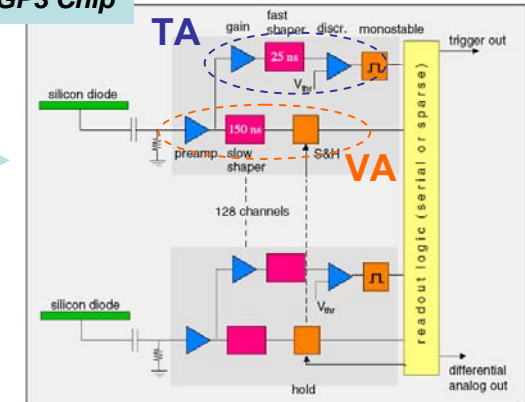 GP3 Chip
TA
gain
fast
shaper
discr.
monostable
25 ns
Vthr
trigger out
silicon diode
150 ns
preamp.
slow
shaper
S&H
VA
128 channels
readout logic (serial or sparse)
silicon diode
Vthr
hold
differential
analog out